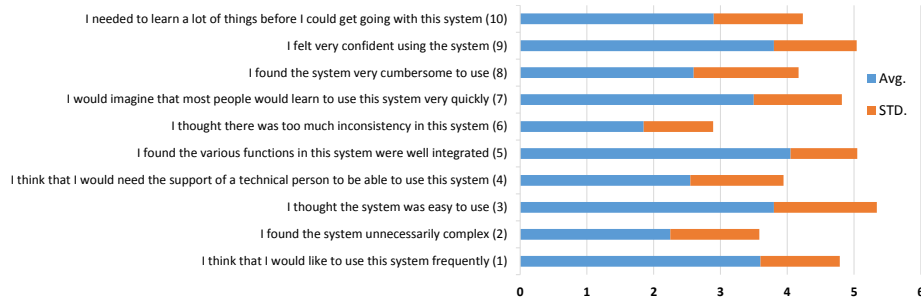 I needed to learn a lot of things before I could get going with this system (10)
I felt very confident using the system (9)
I found the system very cumbersome to use (8)
I would imagine that most people would learn to use this system very quickly (7)
I thought there was too much inconsistency in this system (6)
I found the various functions in this system were well integrated (5)
I think that I would need the support of a technical person to be able to use this system (4)
I thought the system was easy to use (3)
I found the system unnecessarily complex (2)
I think that I would like to use this system frequently (1)
Avg.
STD.
0 1 2 3 4 5 6